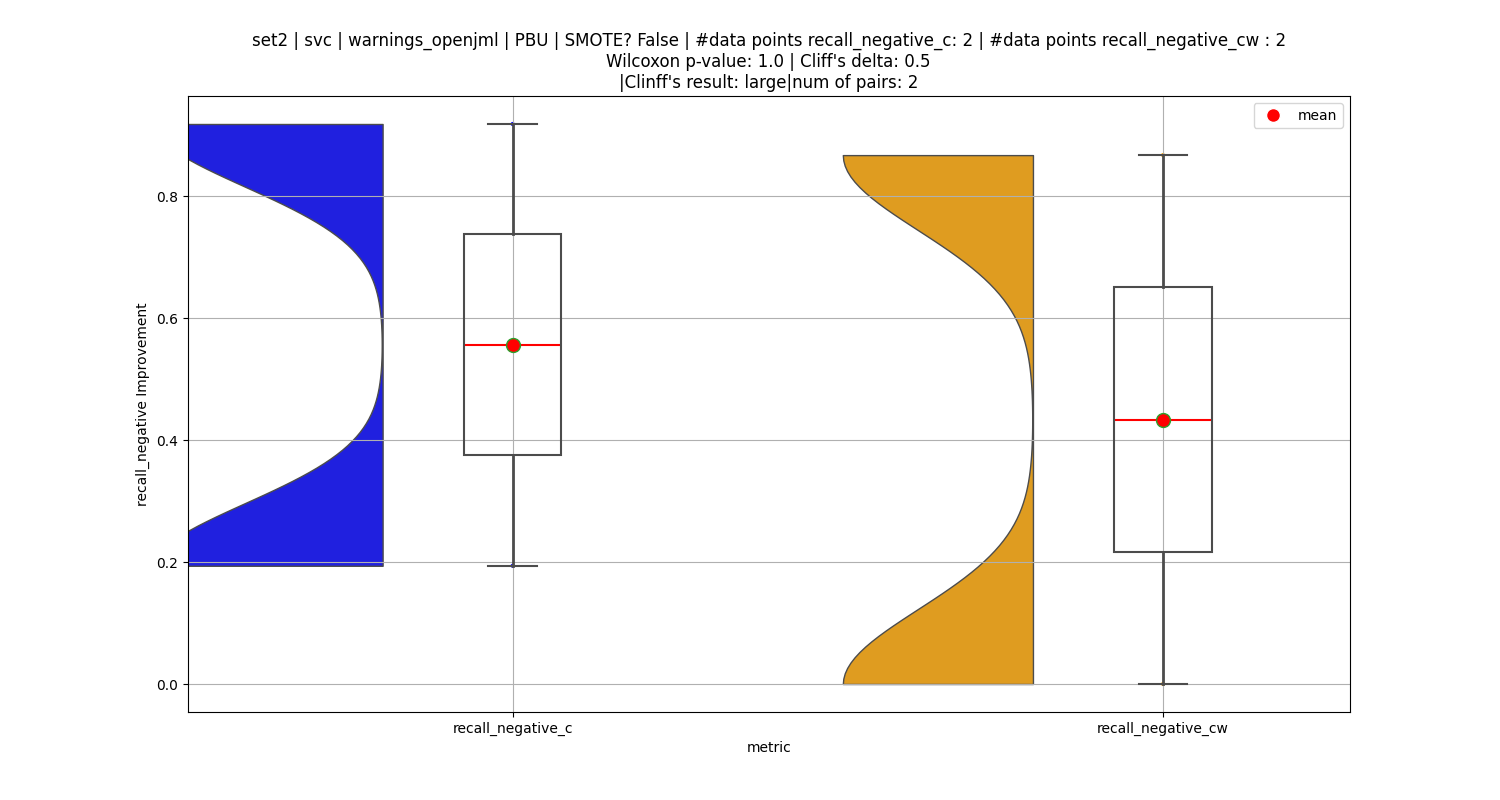 set2 | svc | warnings_openjml | PBU | SMOTE? False | #data points recall_negative_c: 2 | #data points recall_negative_cw : 2
Wilcoxon p-value: 1.0 | Cliff's delta: 0.5
|Clinff's result: large|num of pairs: 2
mean
recall_negative Improvement
0.8
0.6
0.4
0.2
0.0
recall_negative_c
recall_negative_cw
metric